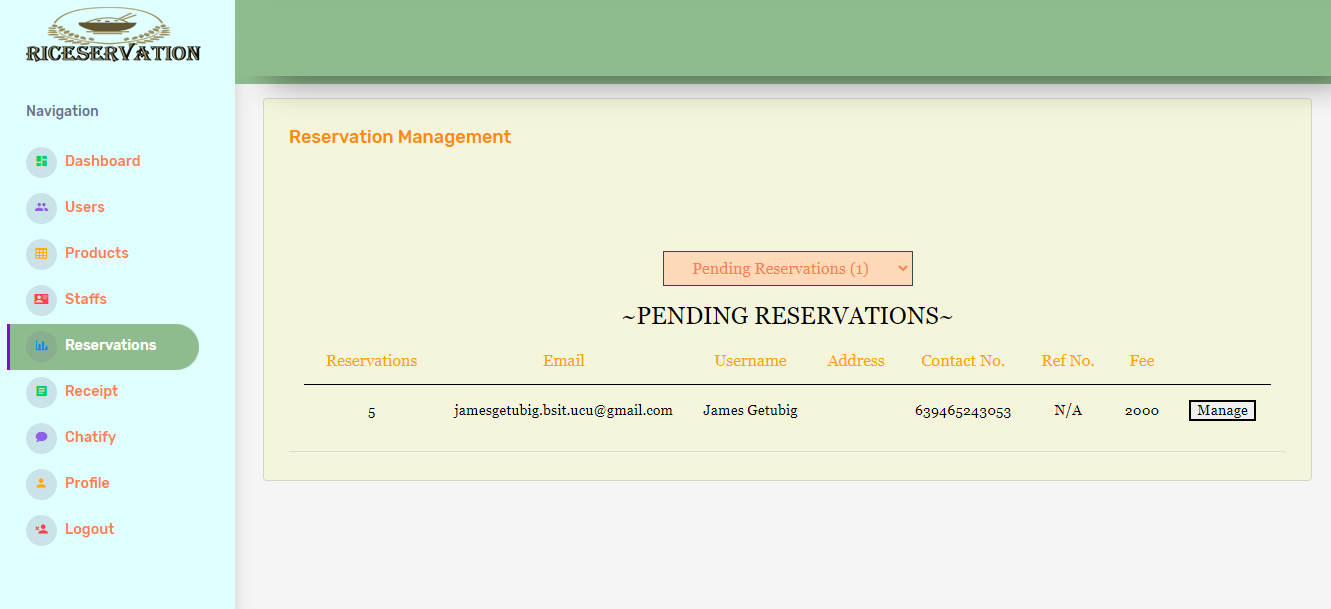 RICESERVATION
Navigation
Dashboard
Users
Products
Staffs
Reservations
Receipt
Chatify
Profile
Logout
Reservation Management
Pending Reservations (1)
~PENDING RESERVATIONS~
Reservations Email Username Address Contact No. Ref No. Fee
5 jamesgetubig.bsit.ucu@gmail.com James Getubig 639465243053 N/A 2000 Manage